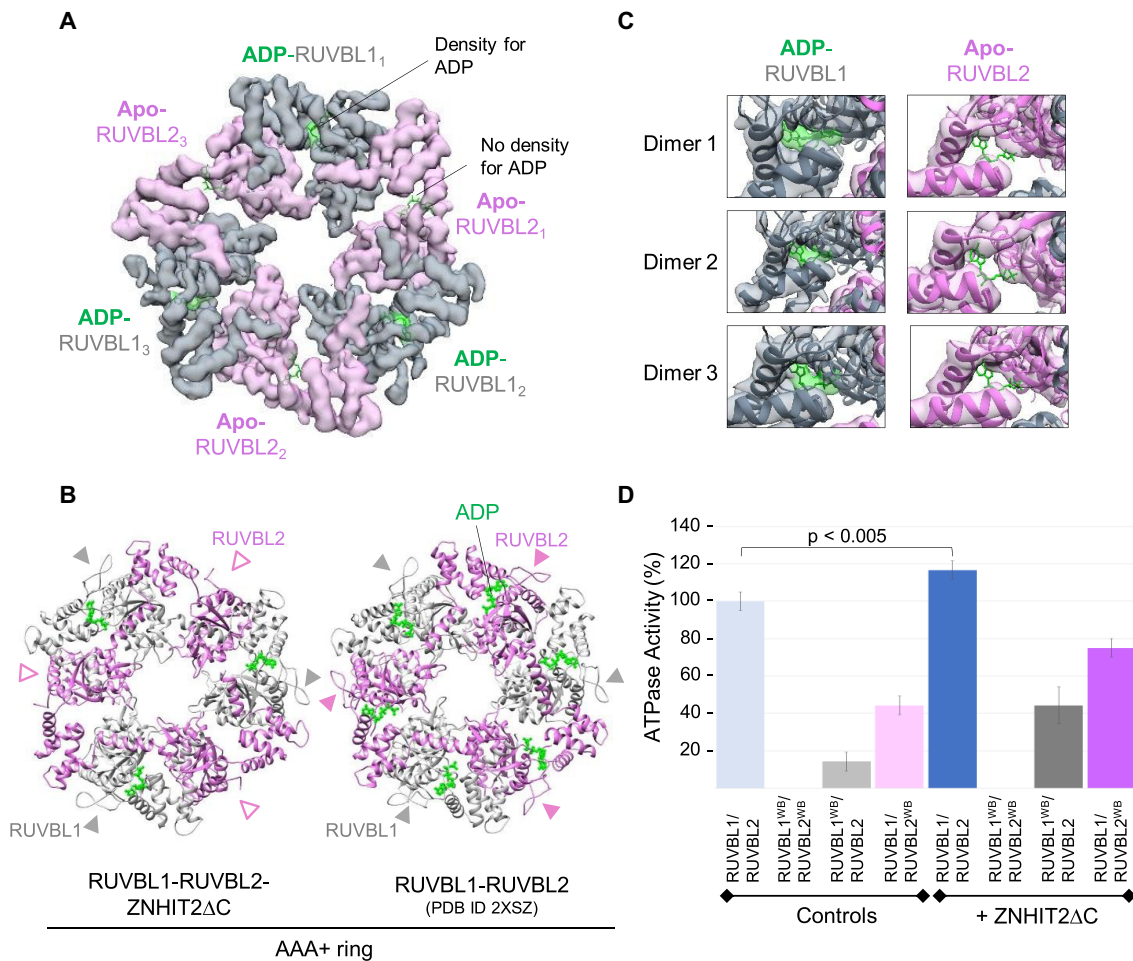 A
ADP-RUVBL1₁
Density for
ADP
Apo-
RUVBL2₃
No density
for ADP
Apo-
RUVBL2₁
ADP-
RUVBL1₃
ADP-
RUVBL1₂
Apo-
RUVBL2₂
C
ADP-
RUVBL1
Apo-
RUVBL2
Dimer 1
Dimer 2
Dimer 3
B
RUVBL2
ADP
RUVBL2
RUVBL1
RUVBL1
RUVBL1-RUVBL2-
ZNHIT2ΔC
RUVBL1-RUVBL2
(PDB ID 2XSZ)
AAA+ ring
D
ATPase Activity (%)
140
120
100
80
60
40
20
p < 0.005
RUVBL1/
RUVBL2
RUVBL1ᵂᴮ/
RUVBL2ᵂᴮ
RUVBL1ᵂᴮ/
RUVBL2
RUVBL1/
RUVBL2ᵂᴮ
RUVBL1/
RUVBL2
RUVBL1ᵂᴮ/
RUVBL2ᵂᴮ
RUVBL1ᵂᴮ/
RUVBL2
RUVBL1/
RUVBL2ᵂᴮ
Controls
+ ZNHIT2ΔC